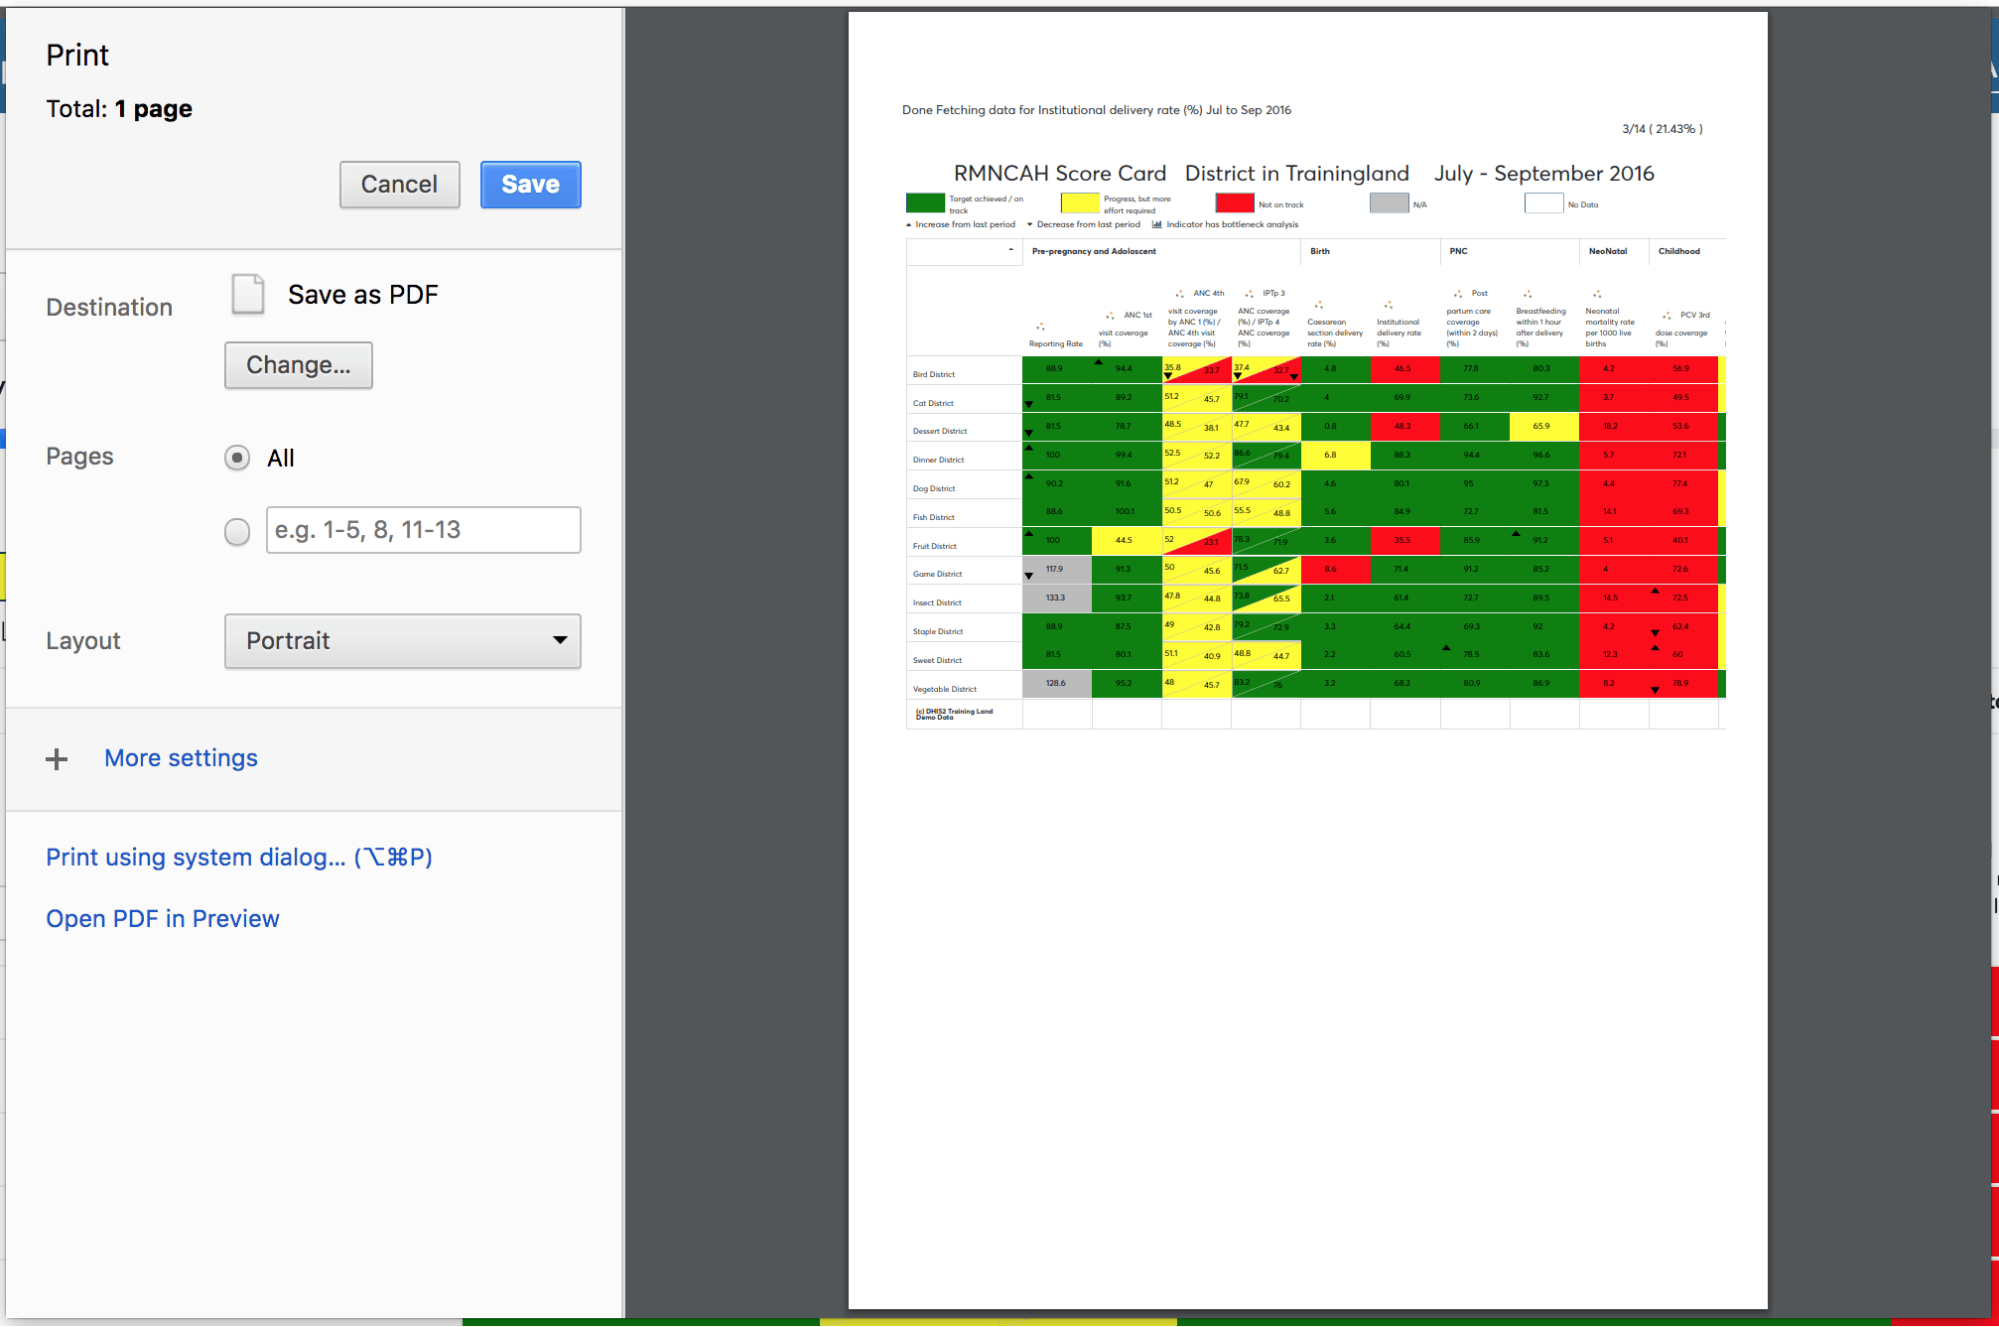 Print
Total: 1 page
Cancel
Save
Destination
Save as PDF
Change...
Pages
All
e.g. 1-5, 8, 11-13
Layout
Portrait
More settings
Print using system dialog... (⌥⌘P)
Open PDF in Preview
Done Fetching data for Institutional delivery rate (%) Jul to Sep 2016
3/14 ( 21.43% )
RMNCAH Score Card District in Trainingland July - September 2016
Target achieved / on
track
Progress, but more
effort required
Not on track
N/A
No Data
Increase from last period
Decrease from last period
Indicator has bottleneck analysis
Pre-pregnancy and Adoloscent
Birth
PNC
NeoNatal
Childhood
Reporting Rate
ANC 1st
visit coverage
(%)
ANC 4th
visit coverage
by ANC 1 (%) /
ANC 4th visit
coverage (%)
IPTp 3
ANC coverage
(%) / IPTp 4
ANC coverage
(%)
Caesarean
section delivery
rate (%)
Institutional
delivery rate
(%)
Post
partum care
coverage
(within 2 days)
(%)
Breastfeeding
within 1 hour
after delivery
(%)
Neonatal
mortality rate
per 1000 live
births
PCV 3rd
dose coverage
(%)
Bird District 88.9 94.4 35.8 33.7 37.4 32.7 4.8 46.5 77.8 80.3 4.2 56.9
Cat District 81.5 89.2 51.2 45.7 79.1 70.2 4 69.9 73.6 92.7 3.7 49.5
Dessert District 81.5 78.7 48.5 38.1 47.7 43.4 0.8 48.3 66.1 65.9 18.2 53.6
Dinner District 100 99.4 52.5 52.2 86.6 79.4 6.8 88.3 94.4 96.6 5.7 72.1
Dog District 90.2 91.6 51.2 47 67.9 60.2 4.6 80.1 95 97.3 4.4 77.4
Fish District 88.6 100.1 50.5 50.6 55.5 48.8 5.6 84.9 72.7 81.5 14.1 69.3
Fruit District 100 44.5 52 23.1 78.3 71.9 3.6 35.5 85.9 91.2 5.1 40.1
Game District 117.9 91.3 50 45.6 71.5 62.7 8.6 71.4 91.2 85.2 4 72.6
Insect District 133.3 93.7 47.8 44.8 73.8 65.5 2.1 61.4 72.7 89.5 14.5 72.5
Staple District 88.9 87.5 49 42.8 79.2 72.9 3.3 64.4 69.3 92 4.2 62.4
Sweet District 81.5 80.1 51.1 40.9 48.8 44.7 2.2 60.5 78.5 83.6 12.3 60
Vegetable District 128.6 95.2 48 45.7 83.2 76 3.2 68.2 80.9 86.9 8.2 78.9
(c) DHIS2 Training Land
Demo Data